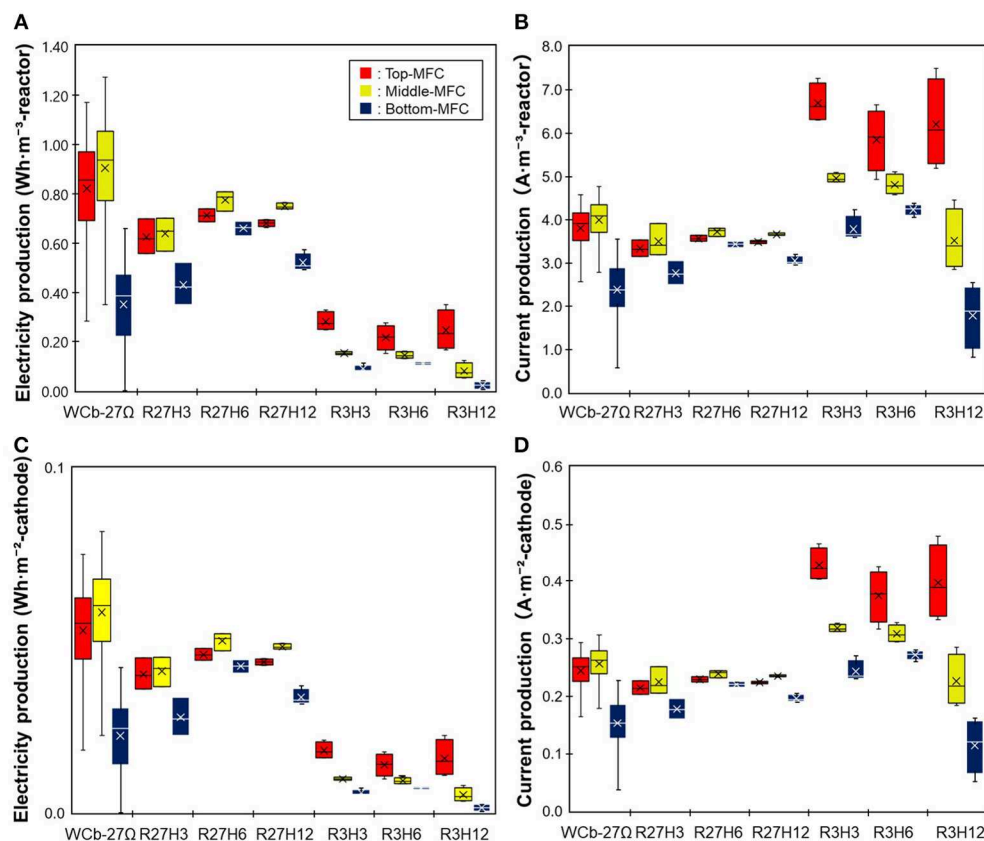 A
Electricity production (Wh·m⁻³-reactor)
1.40
1.20
1.00
0.80
0.60
0.40
0.20
0.00
: Top-MFC
: Middle-MFC
: Bottom-MFC
WCb-27Ω R27H3 R27H6 R27H12 R3H3 R3H6 R3H12
B
Current production (A·m⁻³-reactor)
8.0
7.0
6.0
5.0
4.0
3.0
2.0
1.0
0.0
WCb-27Ω R27H3 R27H6 R27H12 R3H3 R3H6 R3H12
C
Electricity production (Wh·m⁻²-cathode)
0.1
0.0
WCb-27Ω R27H3 R27H6 R27H12 R3H3 R3H6 R3H12
D
Current production (A·m⁻²-cathode)
0.6
0.5
0.4
0.3
0.2
0.1
0.0
WCb-27Ω R27H3 R27H6 R27H12 R3H3 R3H6 R3H12